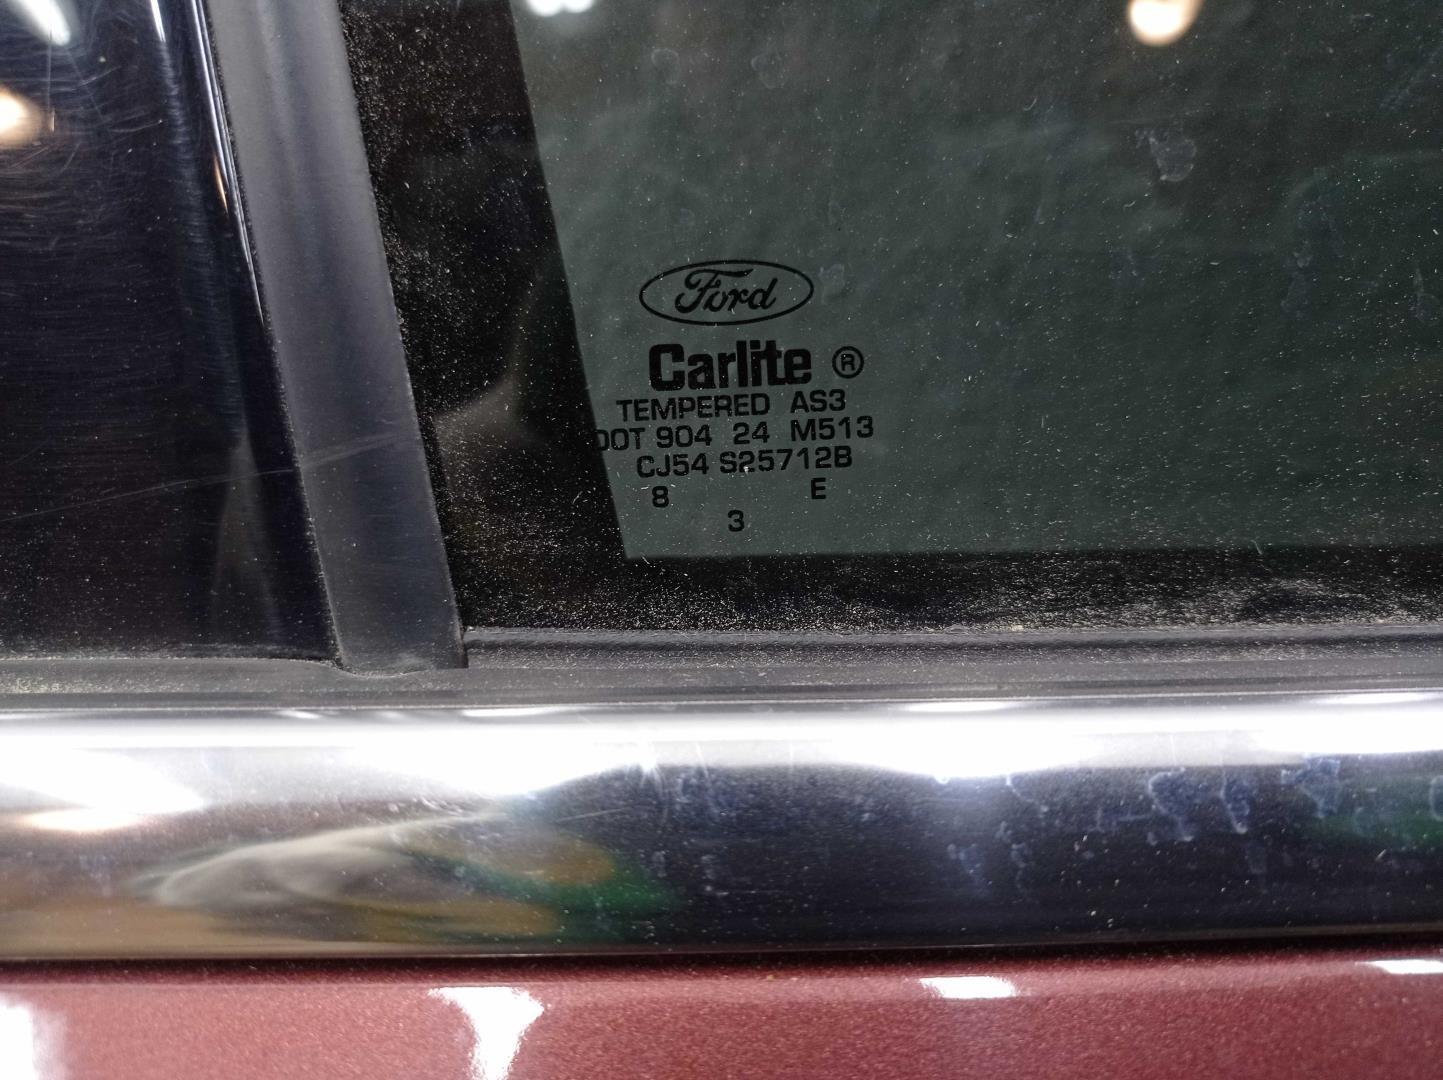 Ford
Carlite ®
TEMPERED AS3
DOT 904 24 M513
CJ54 S25712B
8 E
3